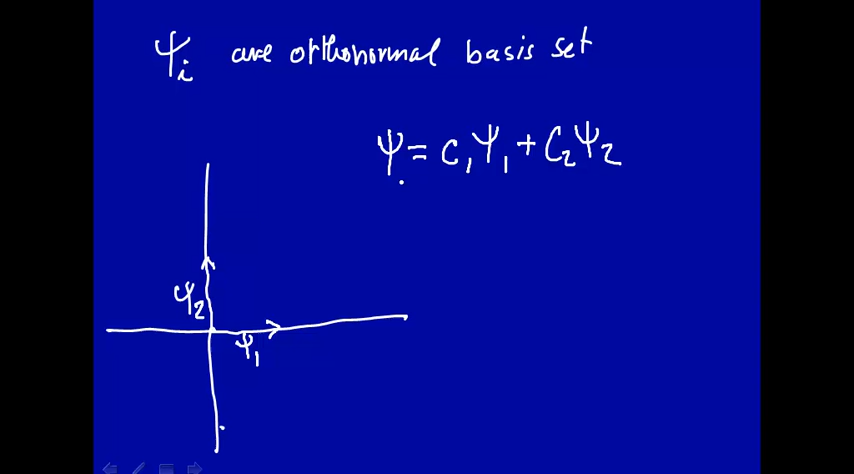 ψᵢ are orthonormal basis set
ψ = c₁ψ₁ + c₂ψ₂
ψ₂
ψ₁